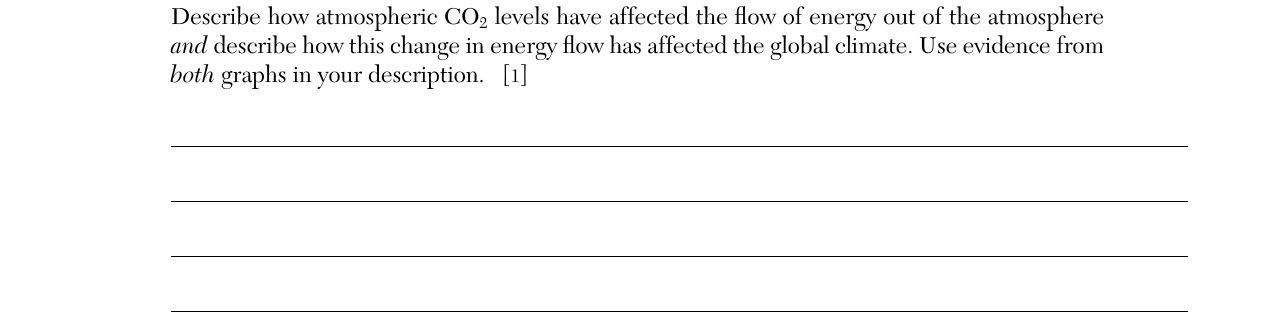 Describe how atmospheric CO₂ levels have affected the flow of energy out of the atmosphere
and describe how this change in energy flow has affected the global climate. Use evidence from
both graphs in your description. [1]